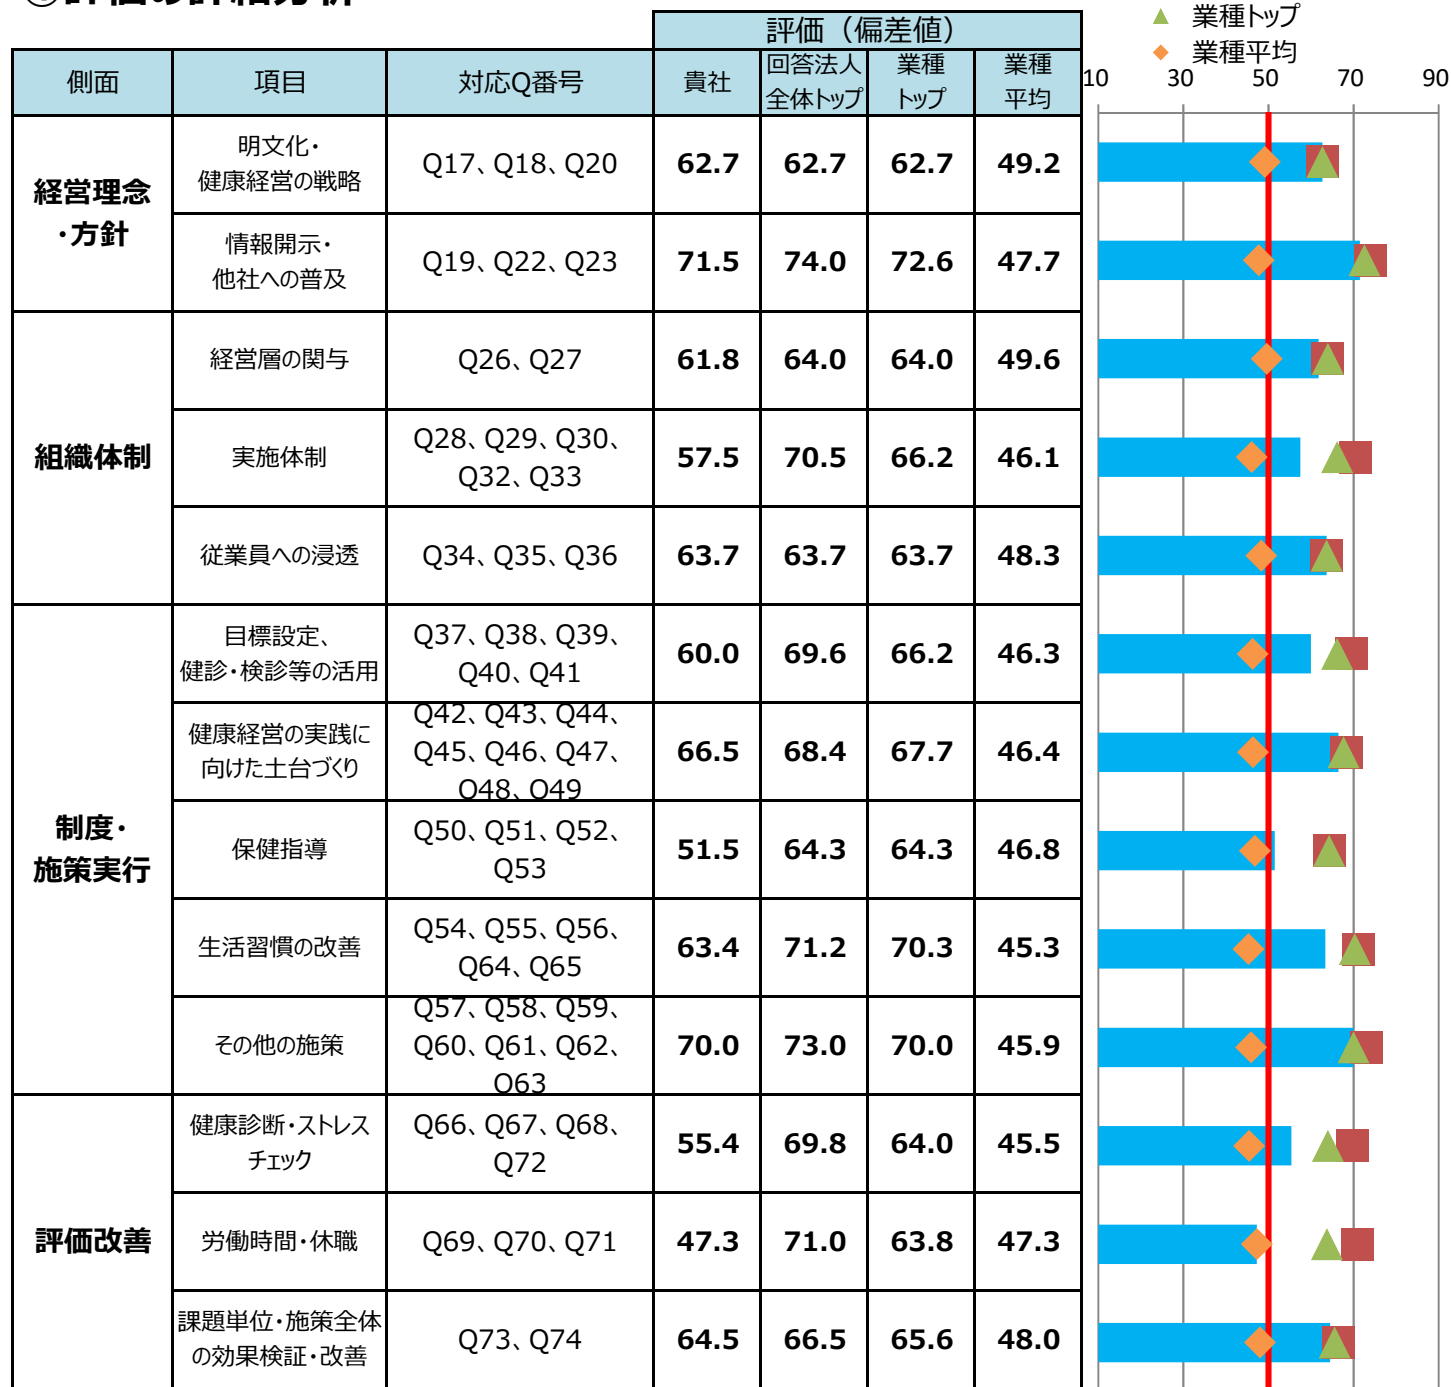 評価の詳細分析
▲ 業種トップ
◆ 業種平均
評価（偏差値）
側面 項目 対応Q番号 貴社 回答法人全体トップ 業種トップ 業種平均
10 30 50 70 90
経営理念・方針
明文化・健康経営の戦略 Q17、Q18、Q20 62.7 62.7 62.7 49.2
情報開示・他社への普及 Q19、Q22、Q23 71.5 74.0 72.6 47.7
組織体制
経営層の関与 Q26、Q27 61.8 64.0 64.0 49.6
実施体制 Q28、Q29、Q30、Q32、Q33 57.5 70.5 66.2 46.1
従業員への浸透 Q34、Q35、Q36 63.7 63.7 63.7 48.3
制度・施策実行
目標設定、健診・検診等の活用 Q37、Q38、Q39、Q40、Q41 60.0 69.6 66.2 46.3
健康経営の実践に向けた土台づくり Q42、Q43、Q44、Q45、Q46、Q47、Q48、Q49 66.5 68.4 67.7 46.4
保健指導 Q50、Q51、Q52、Q53 51.5 64.3 64.3 46.8
生活習慣の改善 Q54、Q55、Q56、Q64、Q65 63.4 71.2 70.3 45.3
その他の施策 Q57、Q58、Q59、Q60、Q61、Q62、Q63 70.0 73.0 70.0 45.9
評価改善
健康診断・ストレスチェック Q66、Q67、Q68、Q72 55.4 69.8 64.0 45.5
労働時間・休職 Q69、Q70、Q71 47.3 71.0 63.8 47.3
課題単位・施策全体の効果検証・改善 Q73、Q74 64.5 66.5 65.6 48.0